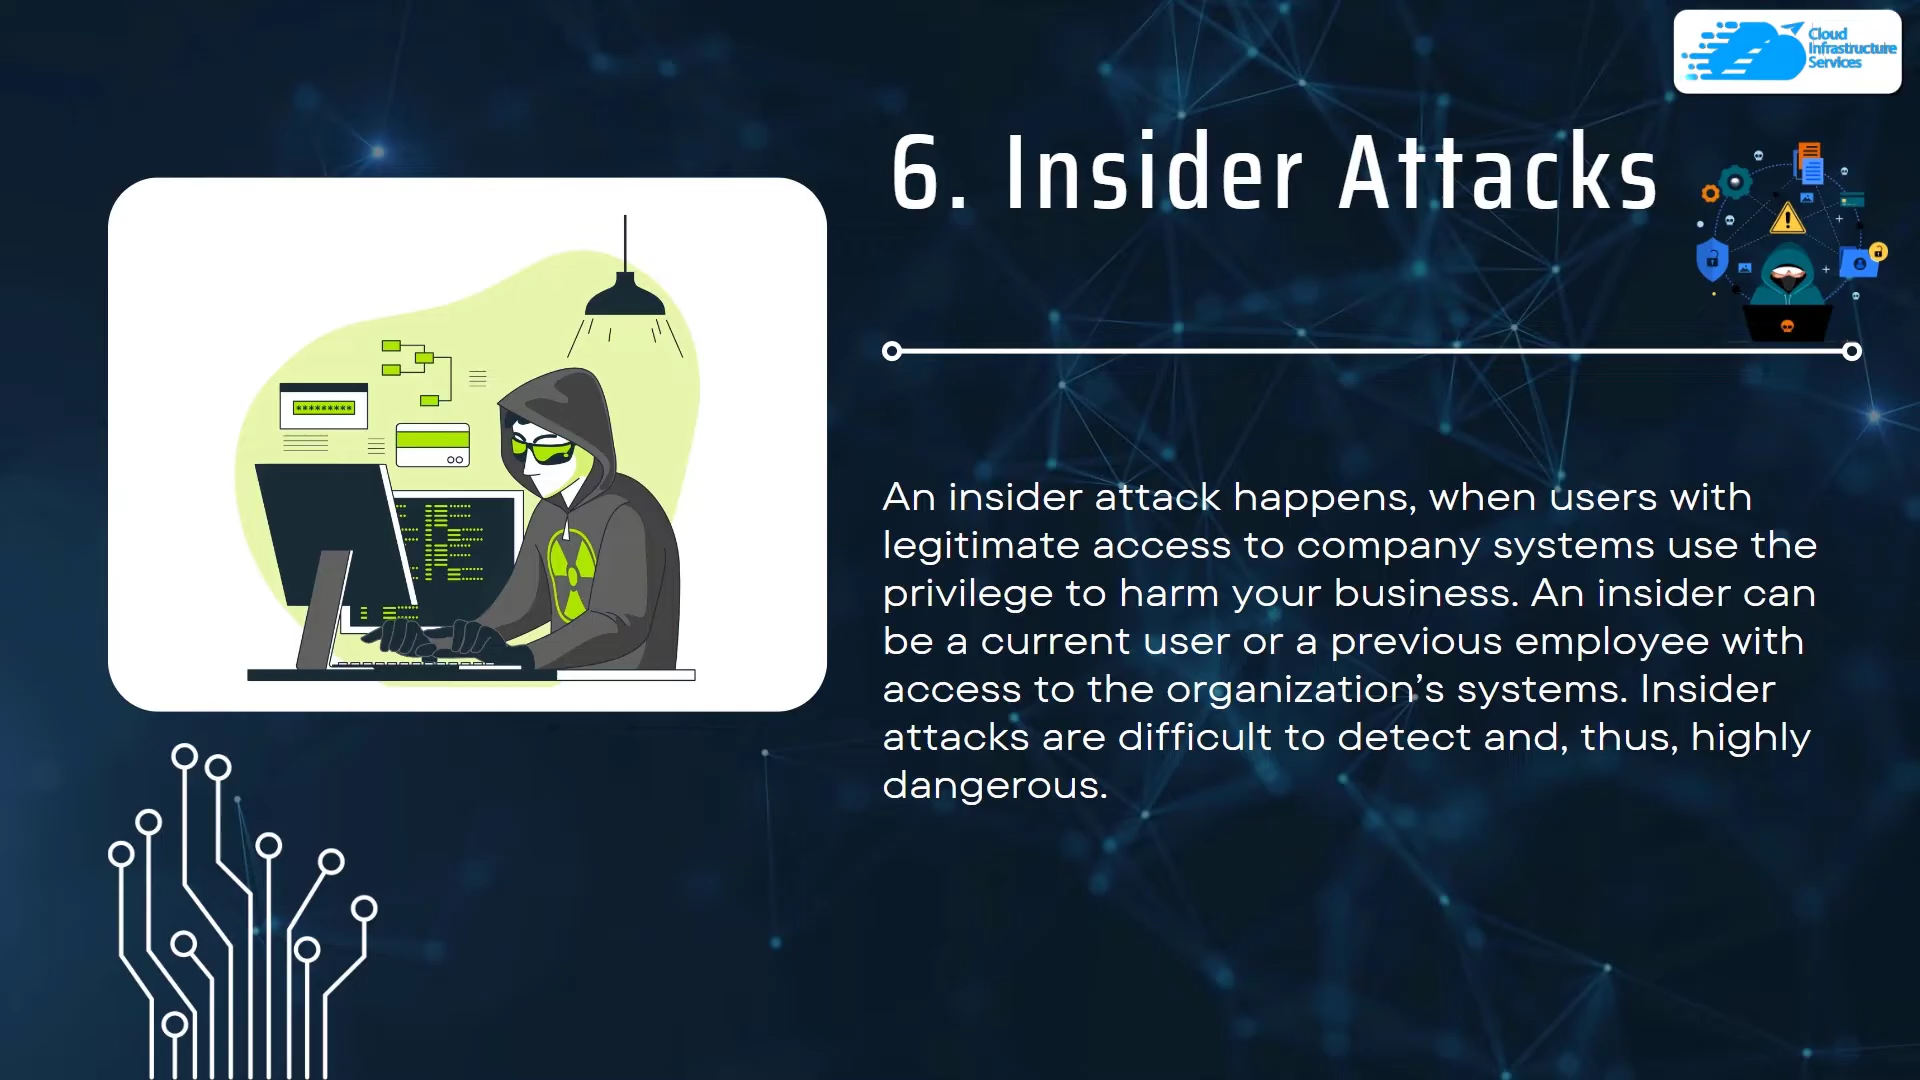 Cloud
Infrastructure
Services
6. Insider Attacks
*********
An insider attack happens, when users with
legitimate access to company systems use the
privilege to harm your business. An insider can
be a current user or a previous employee with
access to the organization’s systems. Insider
attacks are difficult to detect and, thus, highly
dangerous.